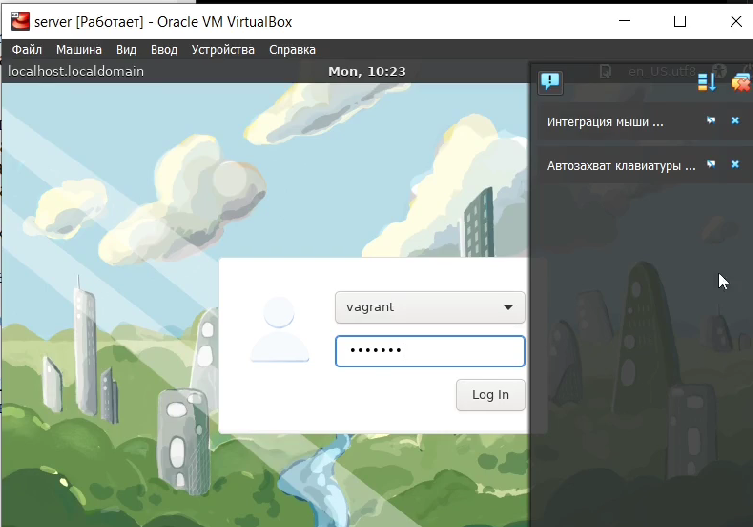 server [Работает] - Oracle VM VirtualBox
Файл Машина Вид Ввод Устройства Справка
localhost.localdomain Mon, 10:23 en_US.utf8
Интеграция мыши ...
Автозахват клавиатуры ...
vagrant
Log In